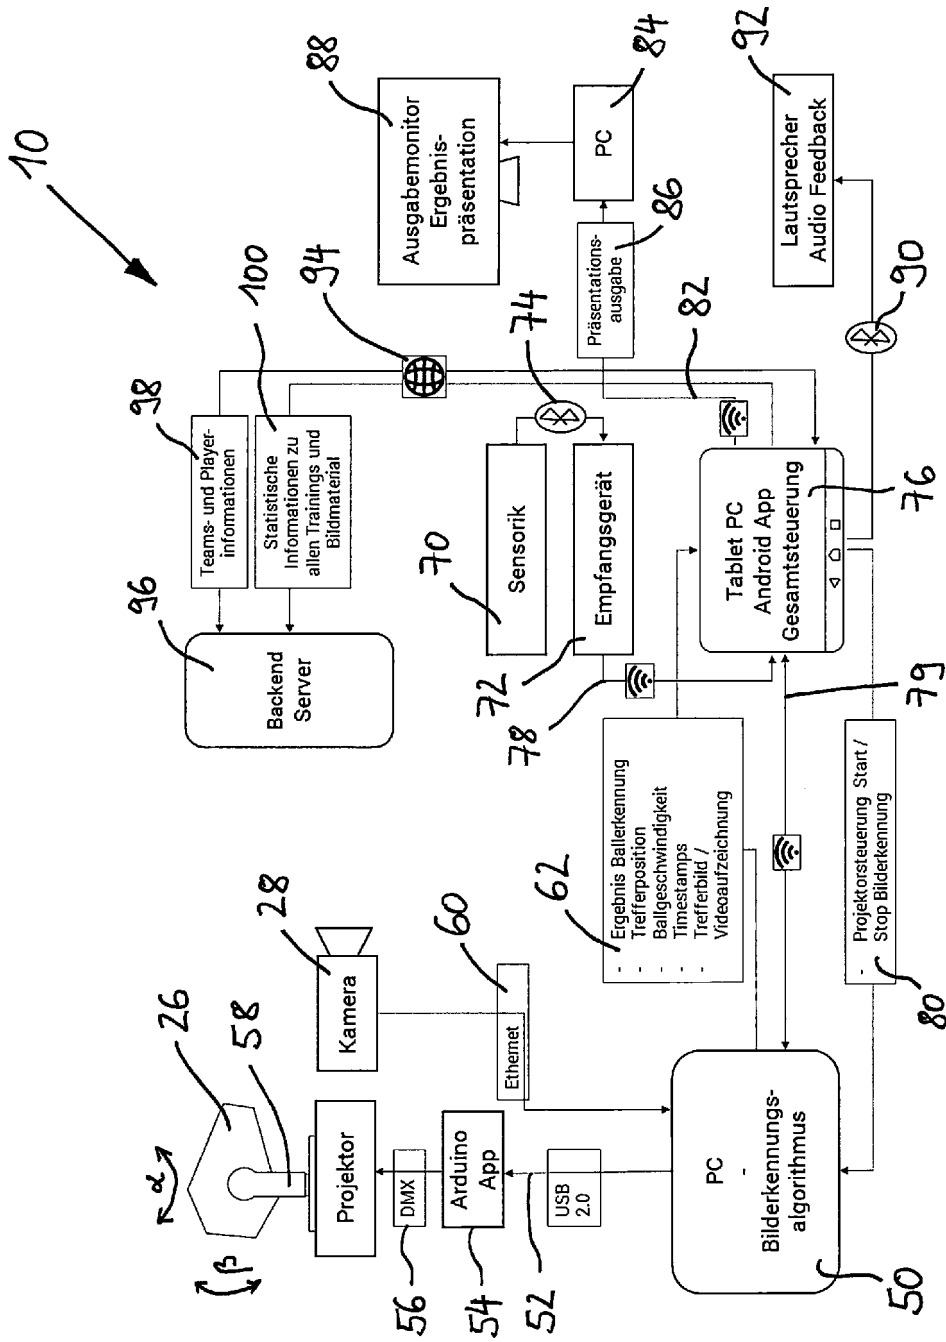 10
α
β
26
58
Projektor
DMX
56
Arduino
App
54
USB
2.0
52
PC
-
Bilderkennungs-
algorithmus
50
Kamera
28
Ethernet
60
- Ergebnis Ballerkennung
- Trefferposition
- Ballgeschwindigkeit
- Timestamps
- Trefferbild /
Videoaufzeichnung
62
- Projektorsteuerung Start /
Stop Bilderkennung
80
79
Backend
Server
96
Teams- und Player-
informationen
98
Statistische
Informationen zu
allen Trainings und
Bildmaterial
100
94
Sensorik
70
Empfangsgerät
72
74
78
Tablet PC
Android App
Gesamtsteuerung
76
82
Präsentations-
ausgabe
86
PC
84
Ausgabemonitor
Ergebnis-
präsentation
88
Lautsprecher
Audio Feedback
92
90